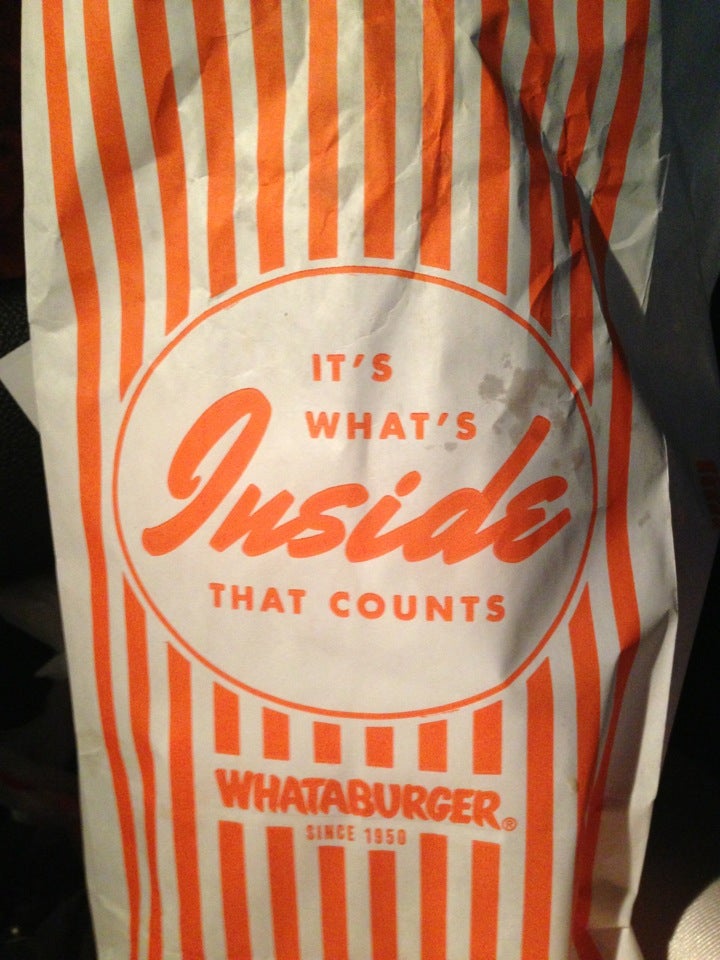 IT'S
WHAT'S
Inside
THAT COUNTS
WHATABURGER®
SINCE 1950